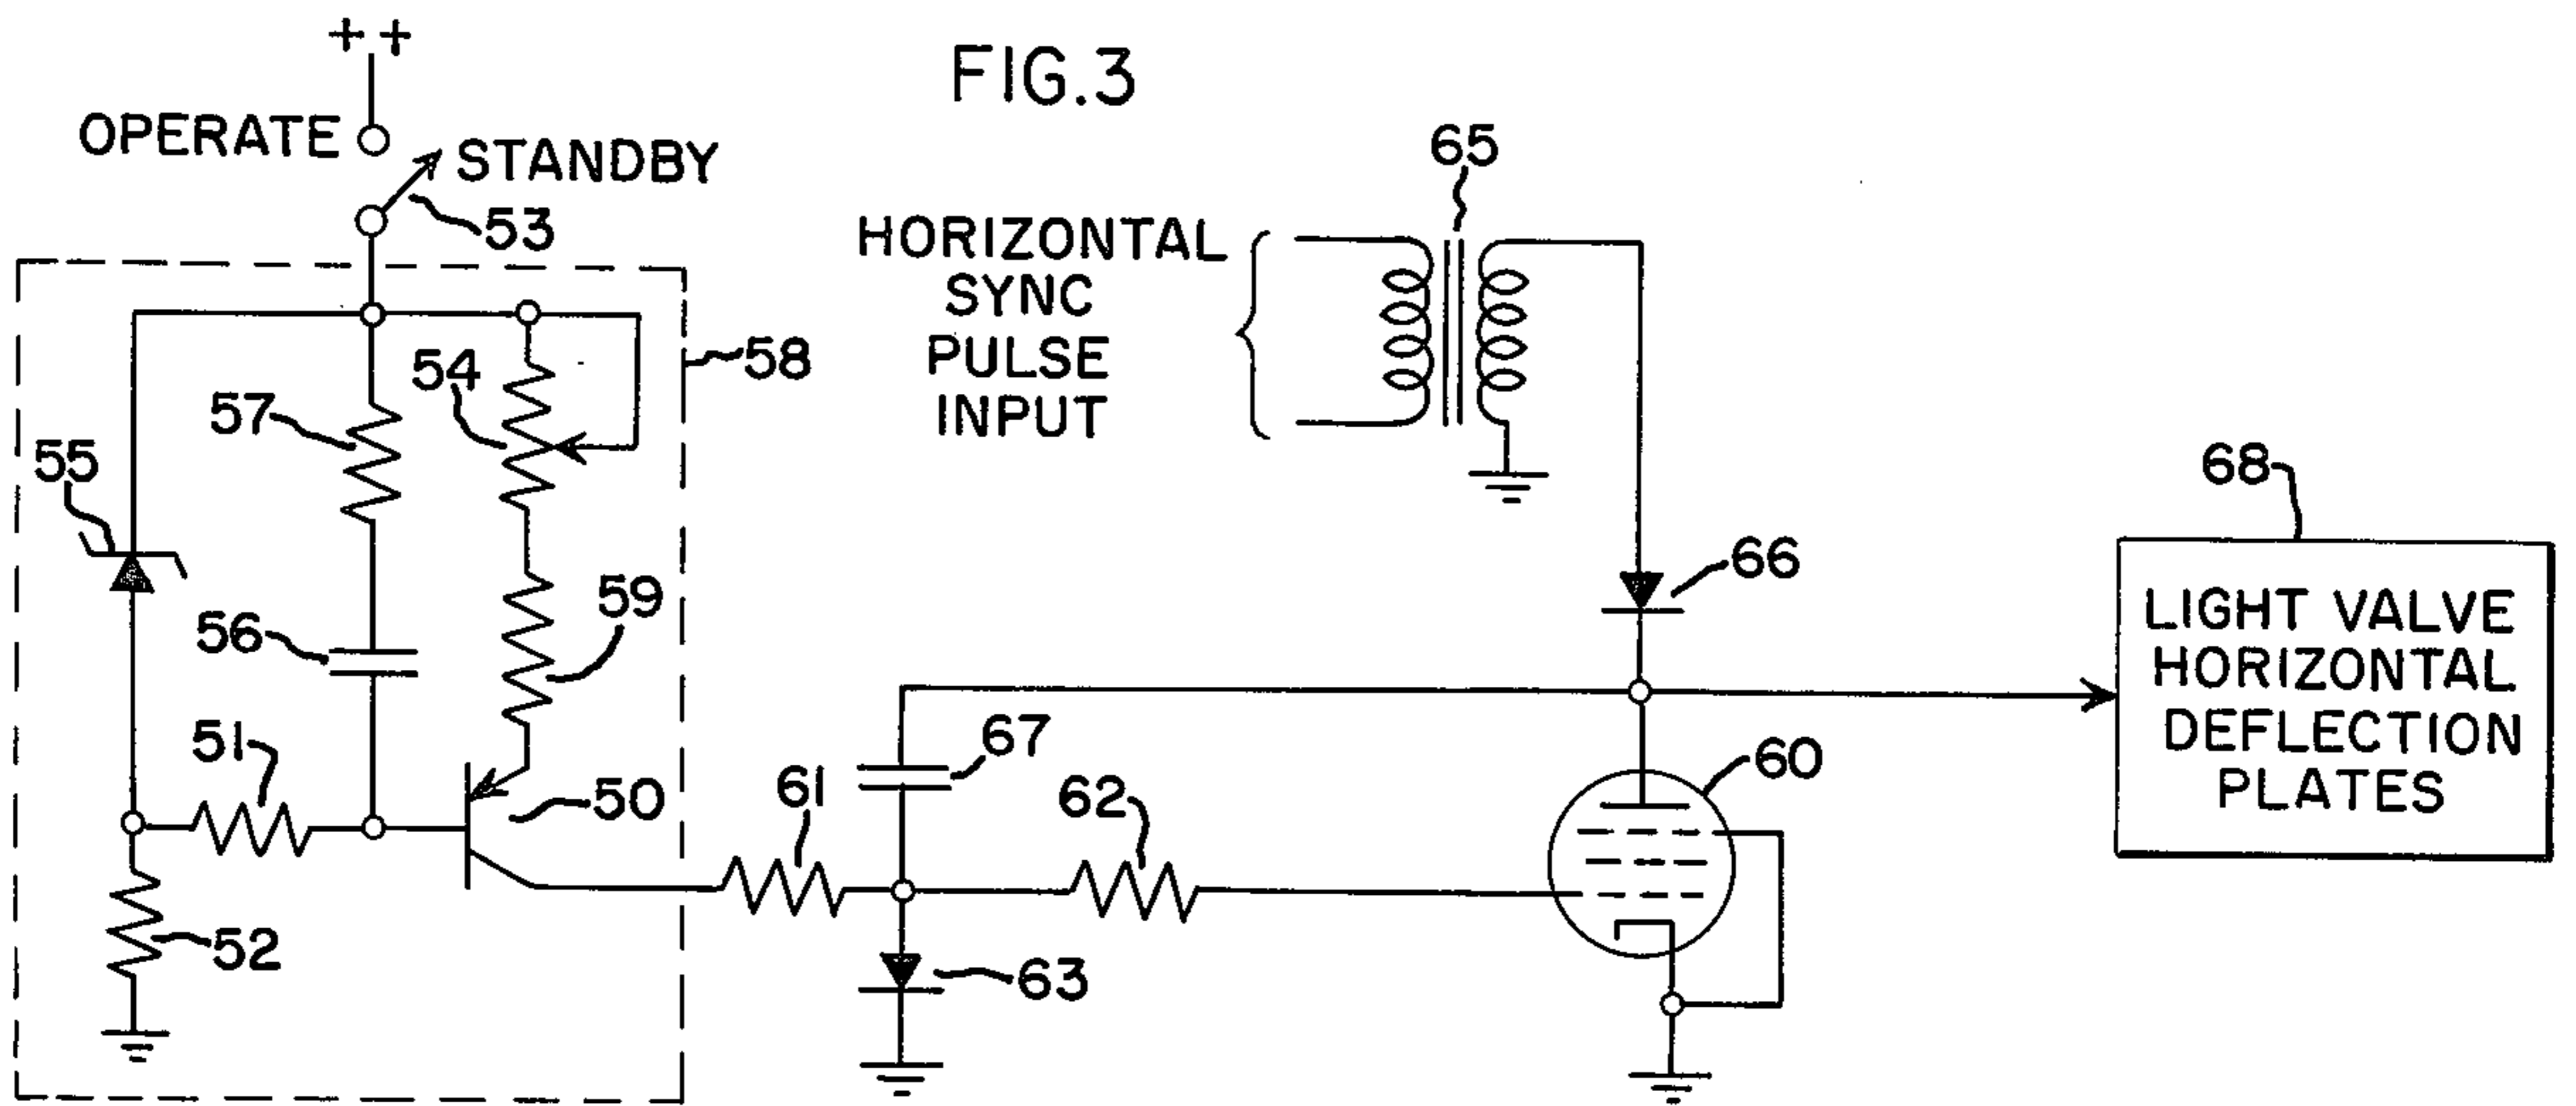 ++
FIG.3
OPERATE
STANDBY
53
65
HORIZONTAL
SYNC
PULSE
INPUT
58
54
57
55
68
66
59
56
LIGHT VALVE
HORIZONTAL
DEFLECTION
PLATES
51
67
60
50
61
62
52
63